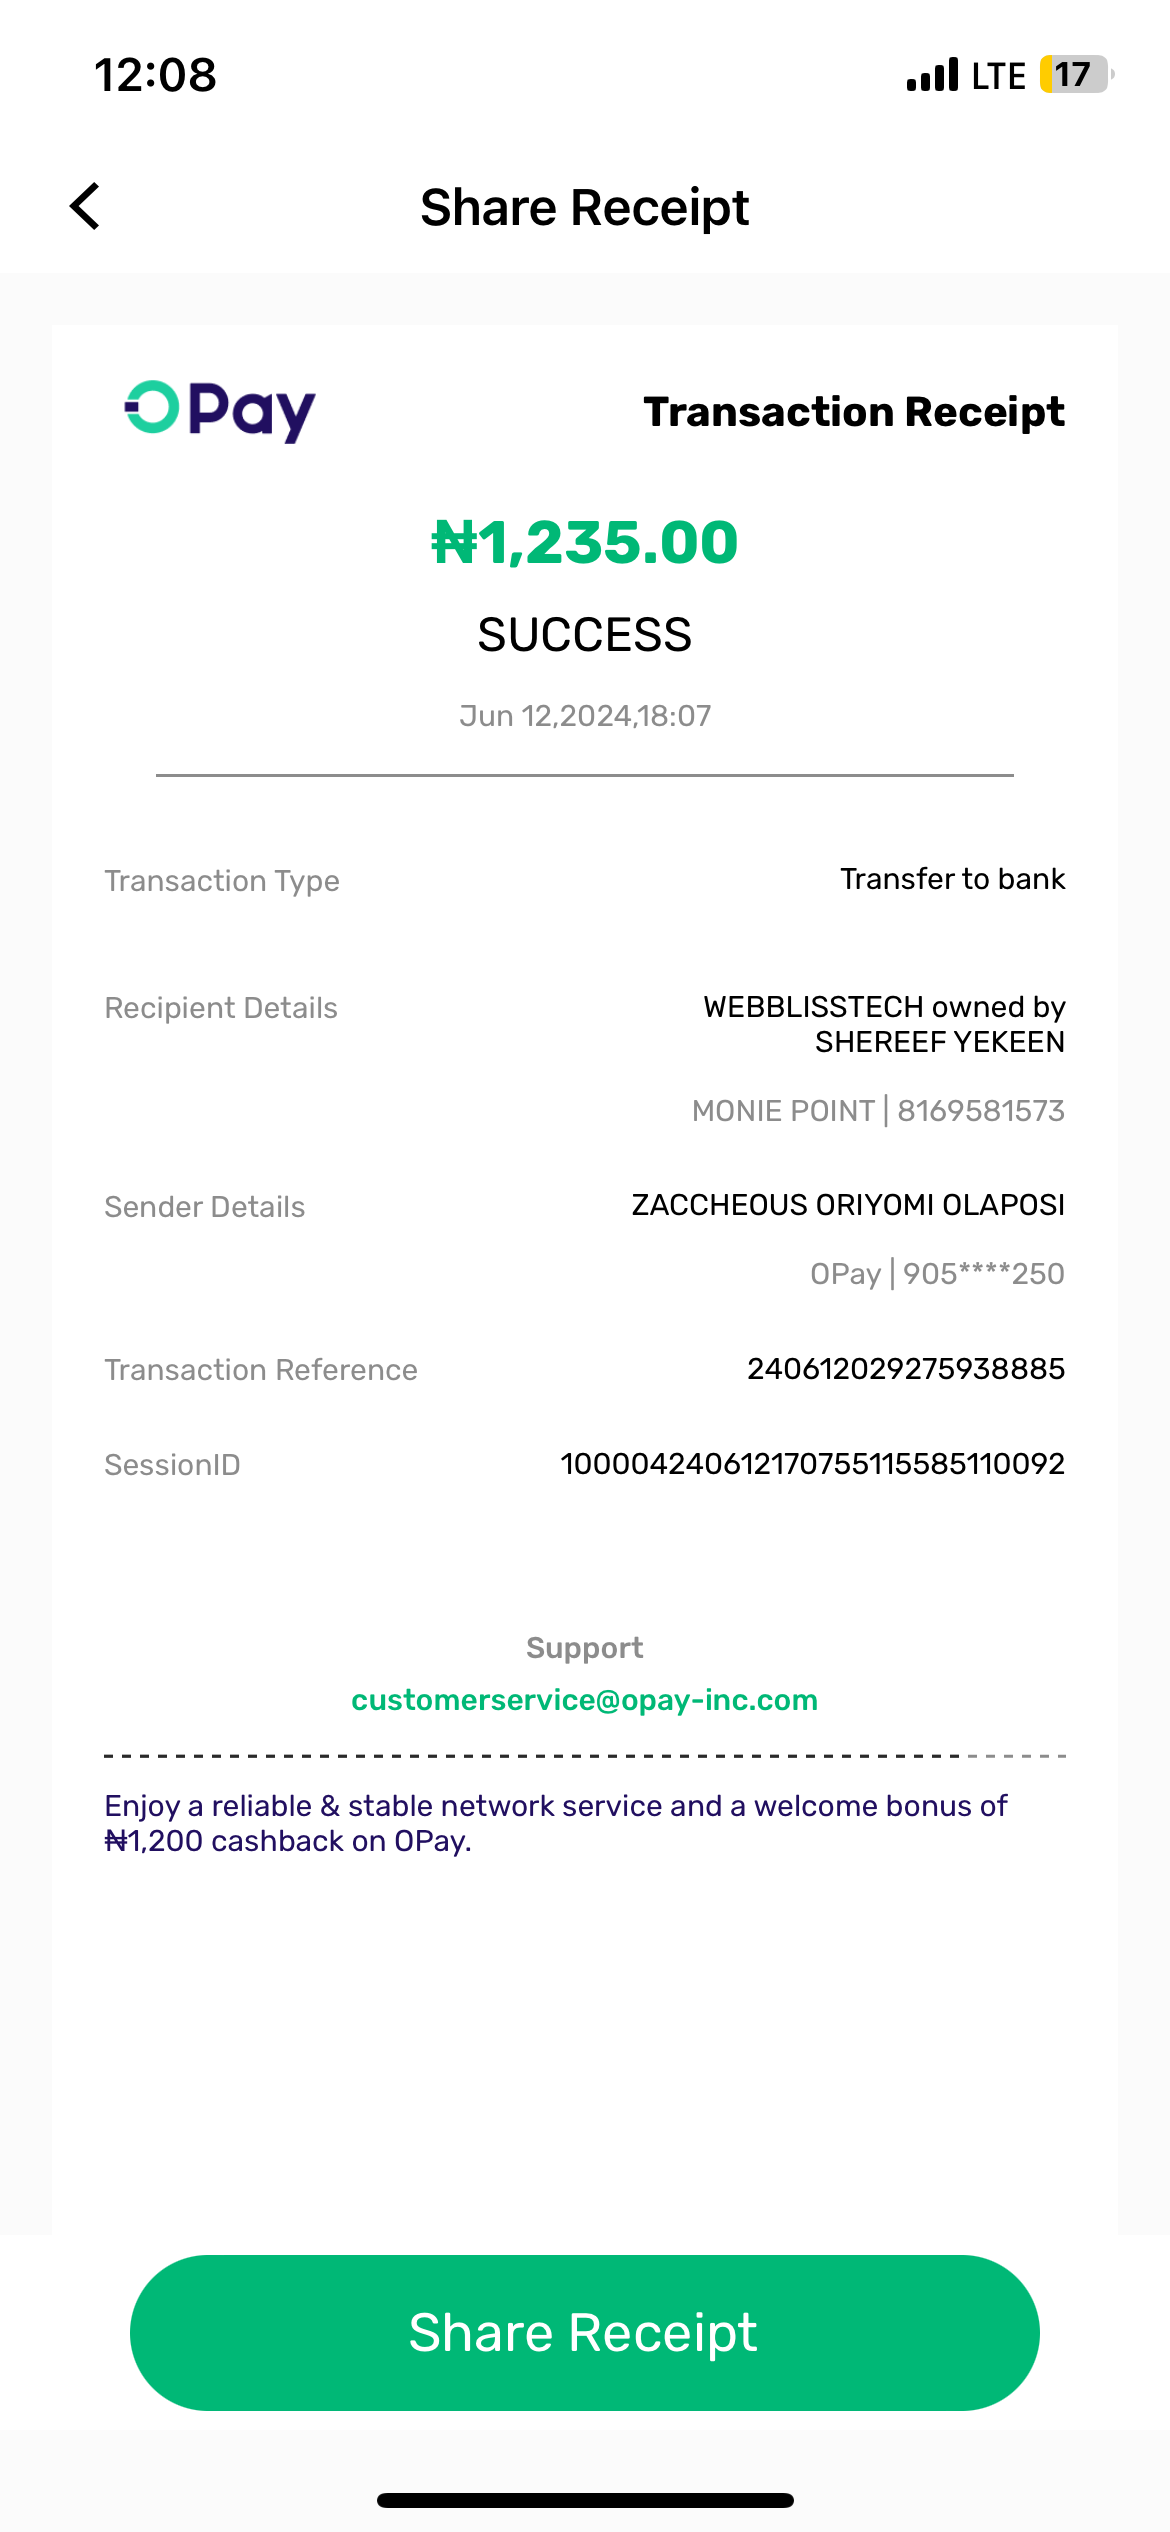 12:08 LTE 17
Share Receipt
OPay Transaction Receipt
₦1,235.00
SUCCESS
Jun 12,2024,18:07
Transaction Type Transfer to bank
Recipient Details WEBBLISSTECH owned by
SHEREEF YEKEEN
MONIE POINT | 8169581573
Sender Details ZACCHEOUS ORIYOMI OLAPOSI
OPay | 905****250
Transaction Reference 240612029275938885
SessionID 100004240612170755115585110092
Support
customerservice@opay-inc.com
Enjoy a reliable & stable network service and a welcome bonus of
₦1,200 cashback on OPay.
Share Receipt